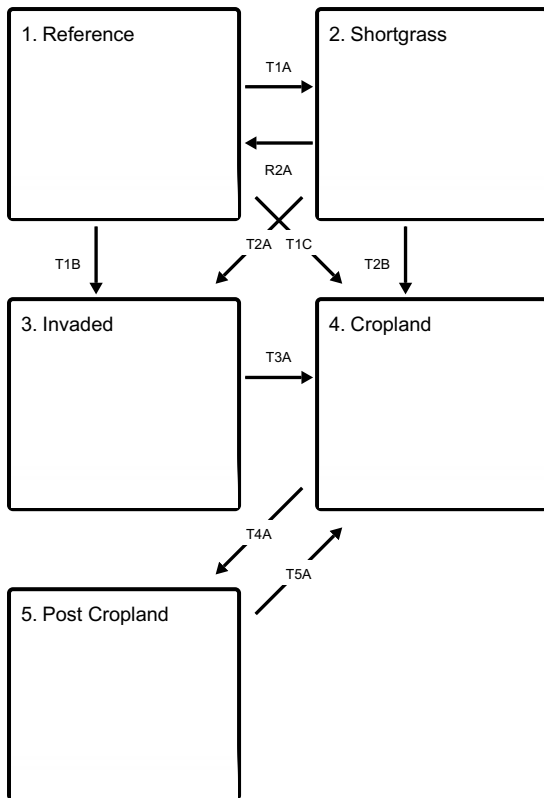 1. Reference
2. Shortgrass
T1A
R2A
T1B
T2A
T1C
T2B
3. Invaded
4. Cropland
T3A
T4A
T5A
5. Post Cropland